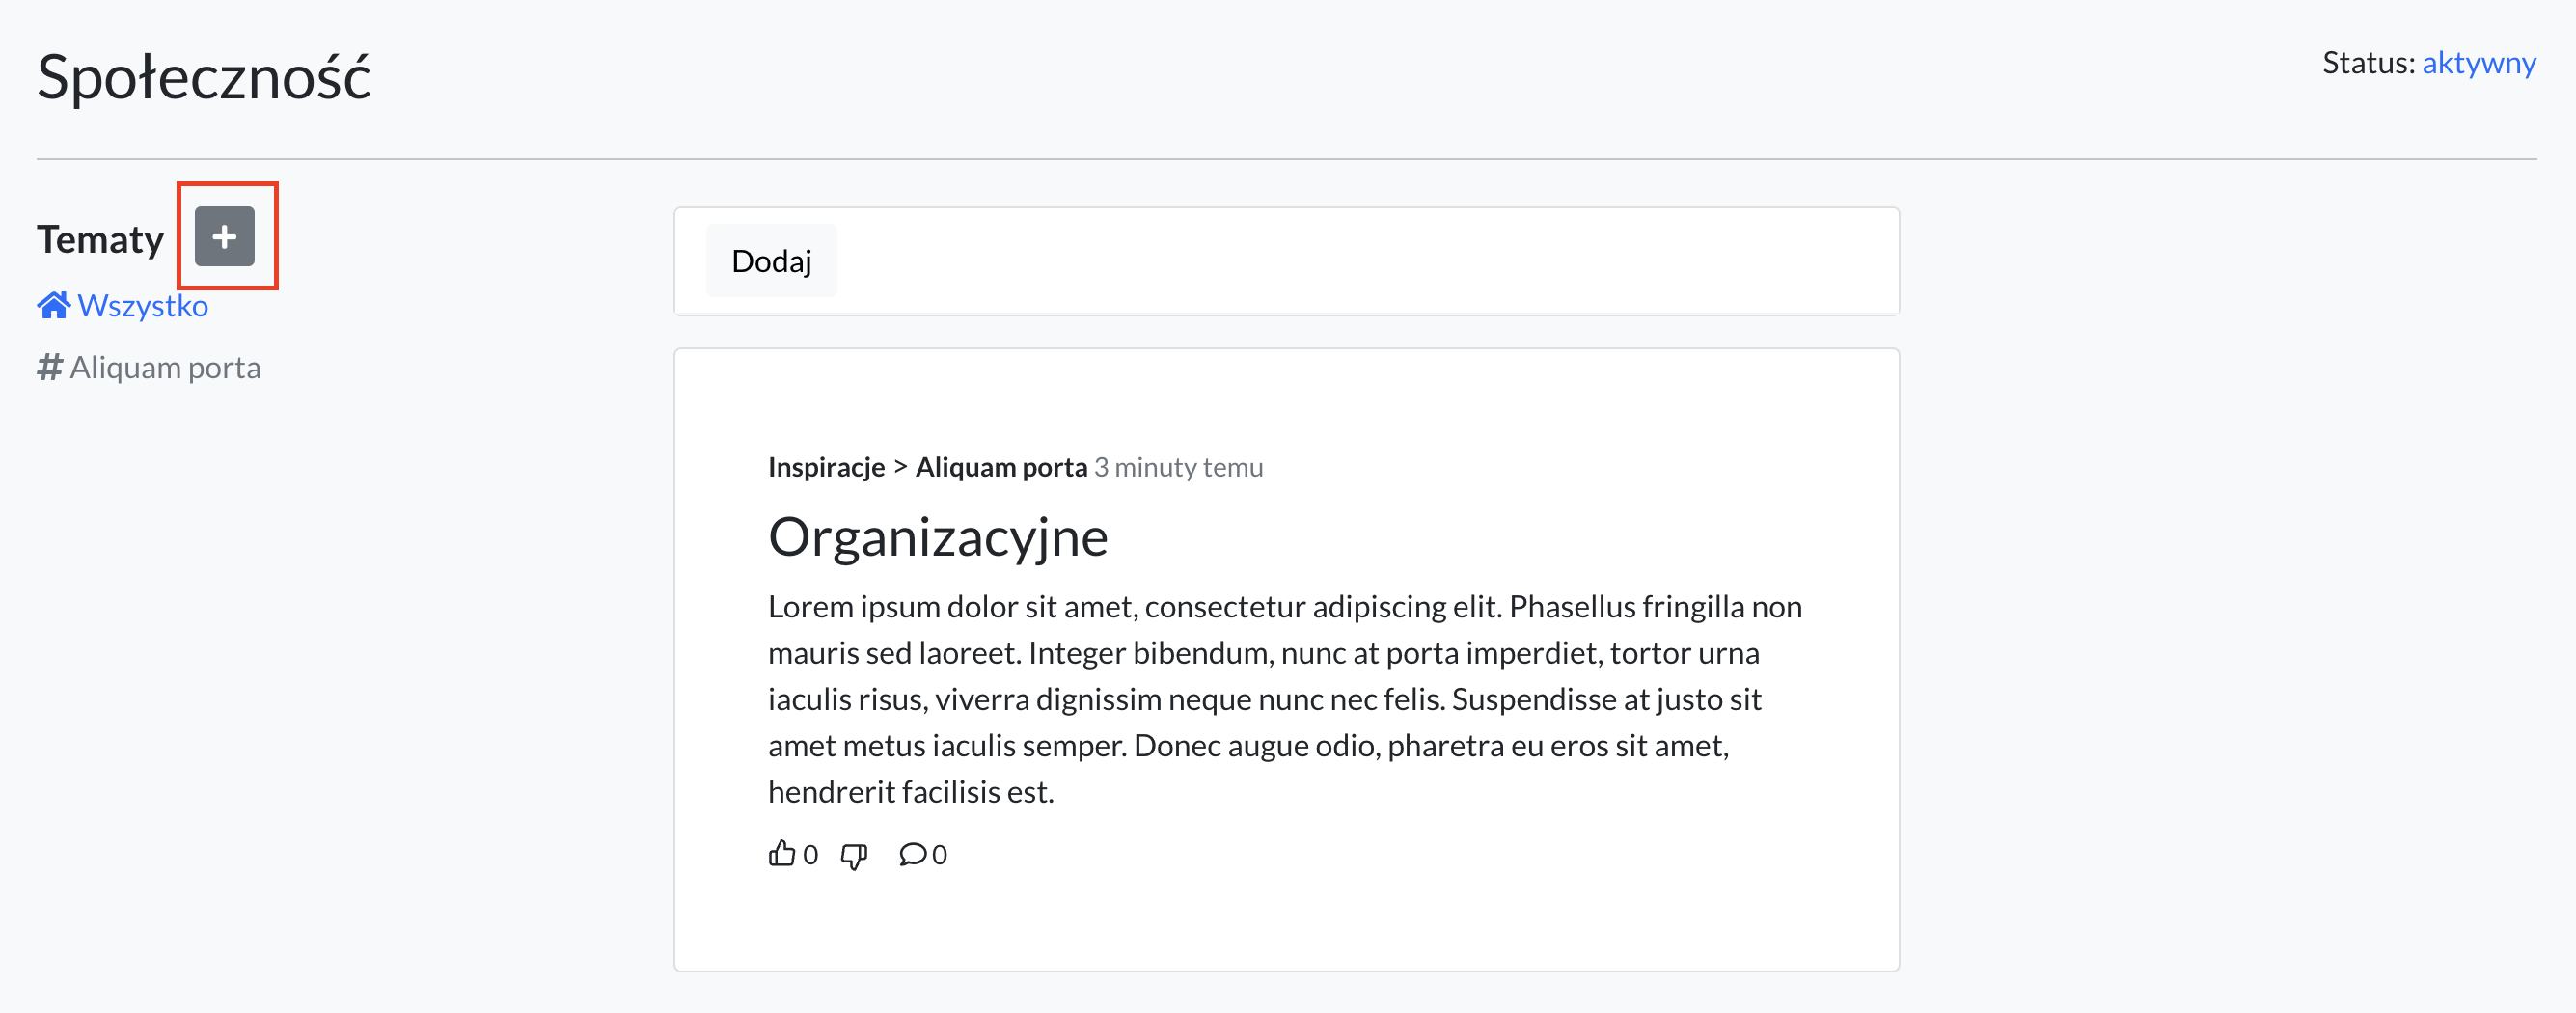 Społeczność
Status: aktywny
Tematy
Wszystko
# Aliquam porta
Dodaj
Inspiracje > Aliquam porta 3 minuty temu
Organizacyjne
Lorem ipsum dolor sit amet, consectetur adipiscing elit. Phasellus fringilla non
mauris sed laoreet. Integer bibendum, nunc at porta imperdiet, tortor urna
iaculis risus, viverra dignissim neque nunc nec felis. Suspendisse at justo sit
amet metus iaculis semper. Donec augue odio, pharetra eu eros sit amet,
hendrerit facilisis est.
0 0